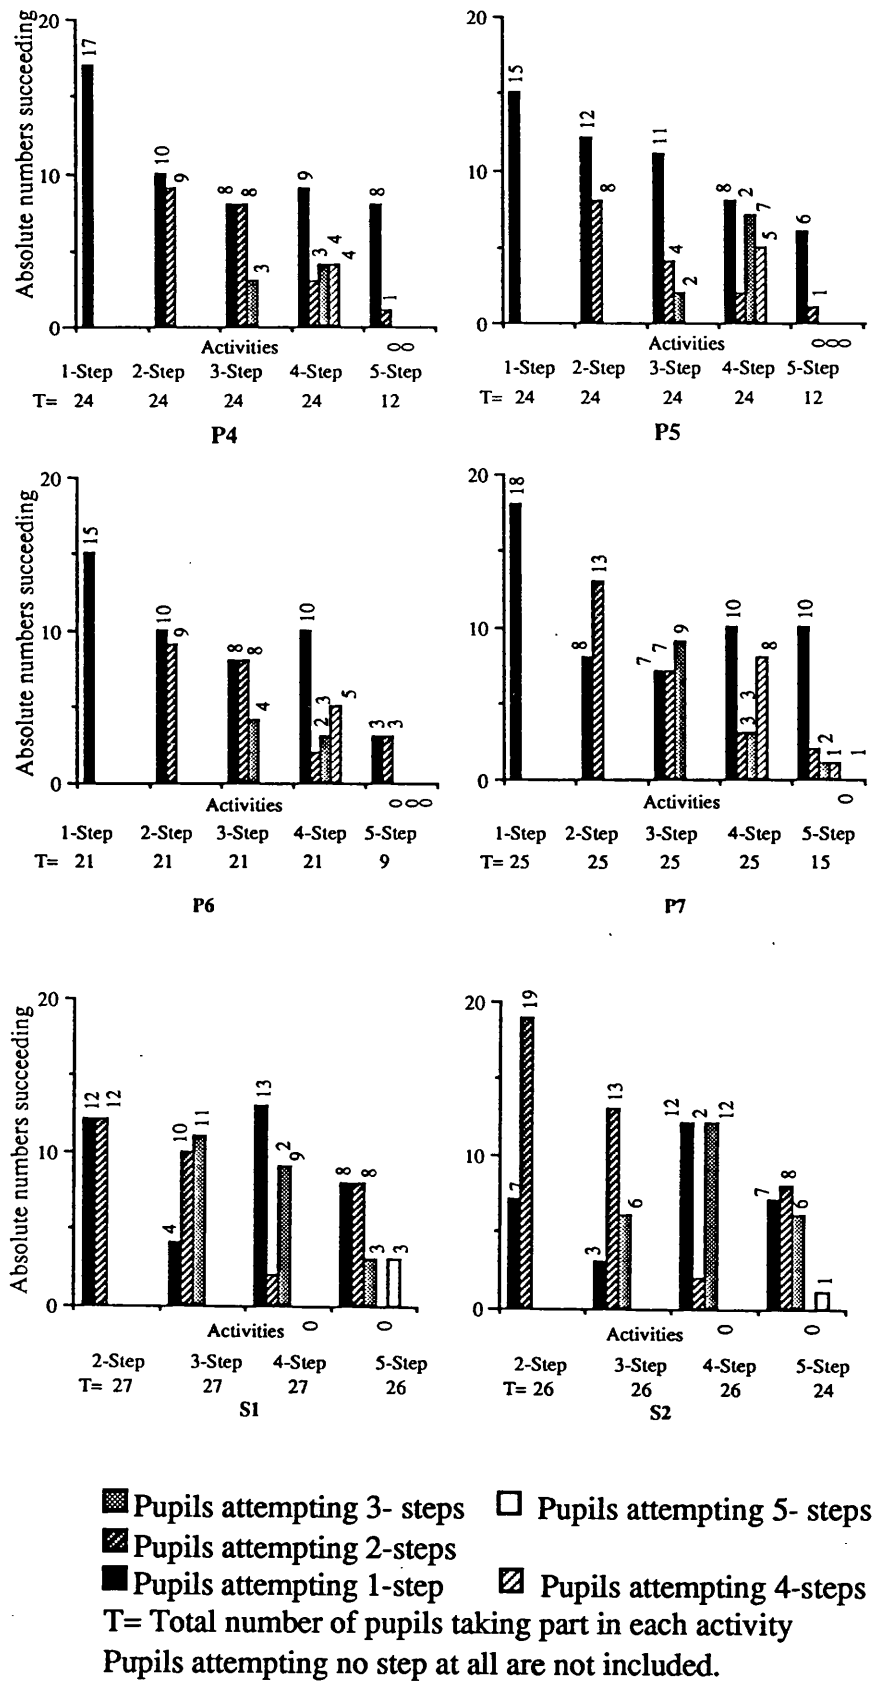 Absolute numbers succeeding
20
10
0
17
10
9
8
8
3
9
3
4
4
8
1
Activities
00
1-Step 2-Step 3-Step 4-Step 5-Step
T= 24 24 24 24 12
P4
20
10
0
15
12
8
11
4
2
8
2
7
5
6
1
Activities
000
1-Step 2-Step 3-Step 4-Step 5-Step
T= 24 24 24 24 12
P5
Absolute numbers succeeding
20
10
0
15
10
9
8
8
4
10
2
3
5
3
3
Activities
0 00
1-Step 2-Step 3-Step 4-Step 5-Step
T= 21 21 21 21 9
P6
20
10
0
18
8
13
7
7
9
10
3
3
8
10
2
1
1
Activities
0
1-Step 2-Step 3-Step 4-Step 5-Step
T= 25 25 25 25 15
P7
Absolute numbers succeeding
20
10
0
12
12
4
10
11
13
2
9
8
8
3
3
Activities
0
0
2-Step 3-Step 4-Step 5-Step
T= 27 27 27 26
S1
20
10
0
7
19
3
13
6
12
2
12
7
8
6
1
Activities
0
0
2-Step 3-Step 4-Step 5-Step
T= 26 26 26 24
S2
Pupils attempting 3- steps
Pupils attempting 5- steps
Pupils attempting 2-steps
Pupils attempting 1-step
Pupils attempting 4-steps
T= Total number of pupils taking part in each activity
Pupils attempting no step at all are not included.